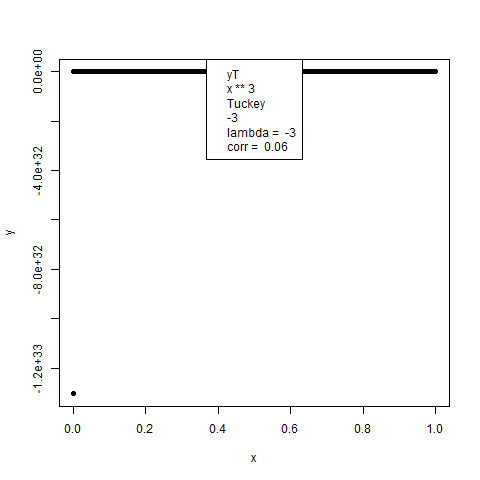 yT
x ** 3
Tuckey
-3
lambda = -3
corr = 0.06
0.0e+00
-4.0e+32
-8.0e+32
-1.2e+33
y
0.0
0.2
0.4
0.6
0.8
1.0
x